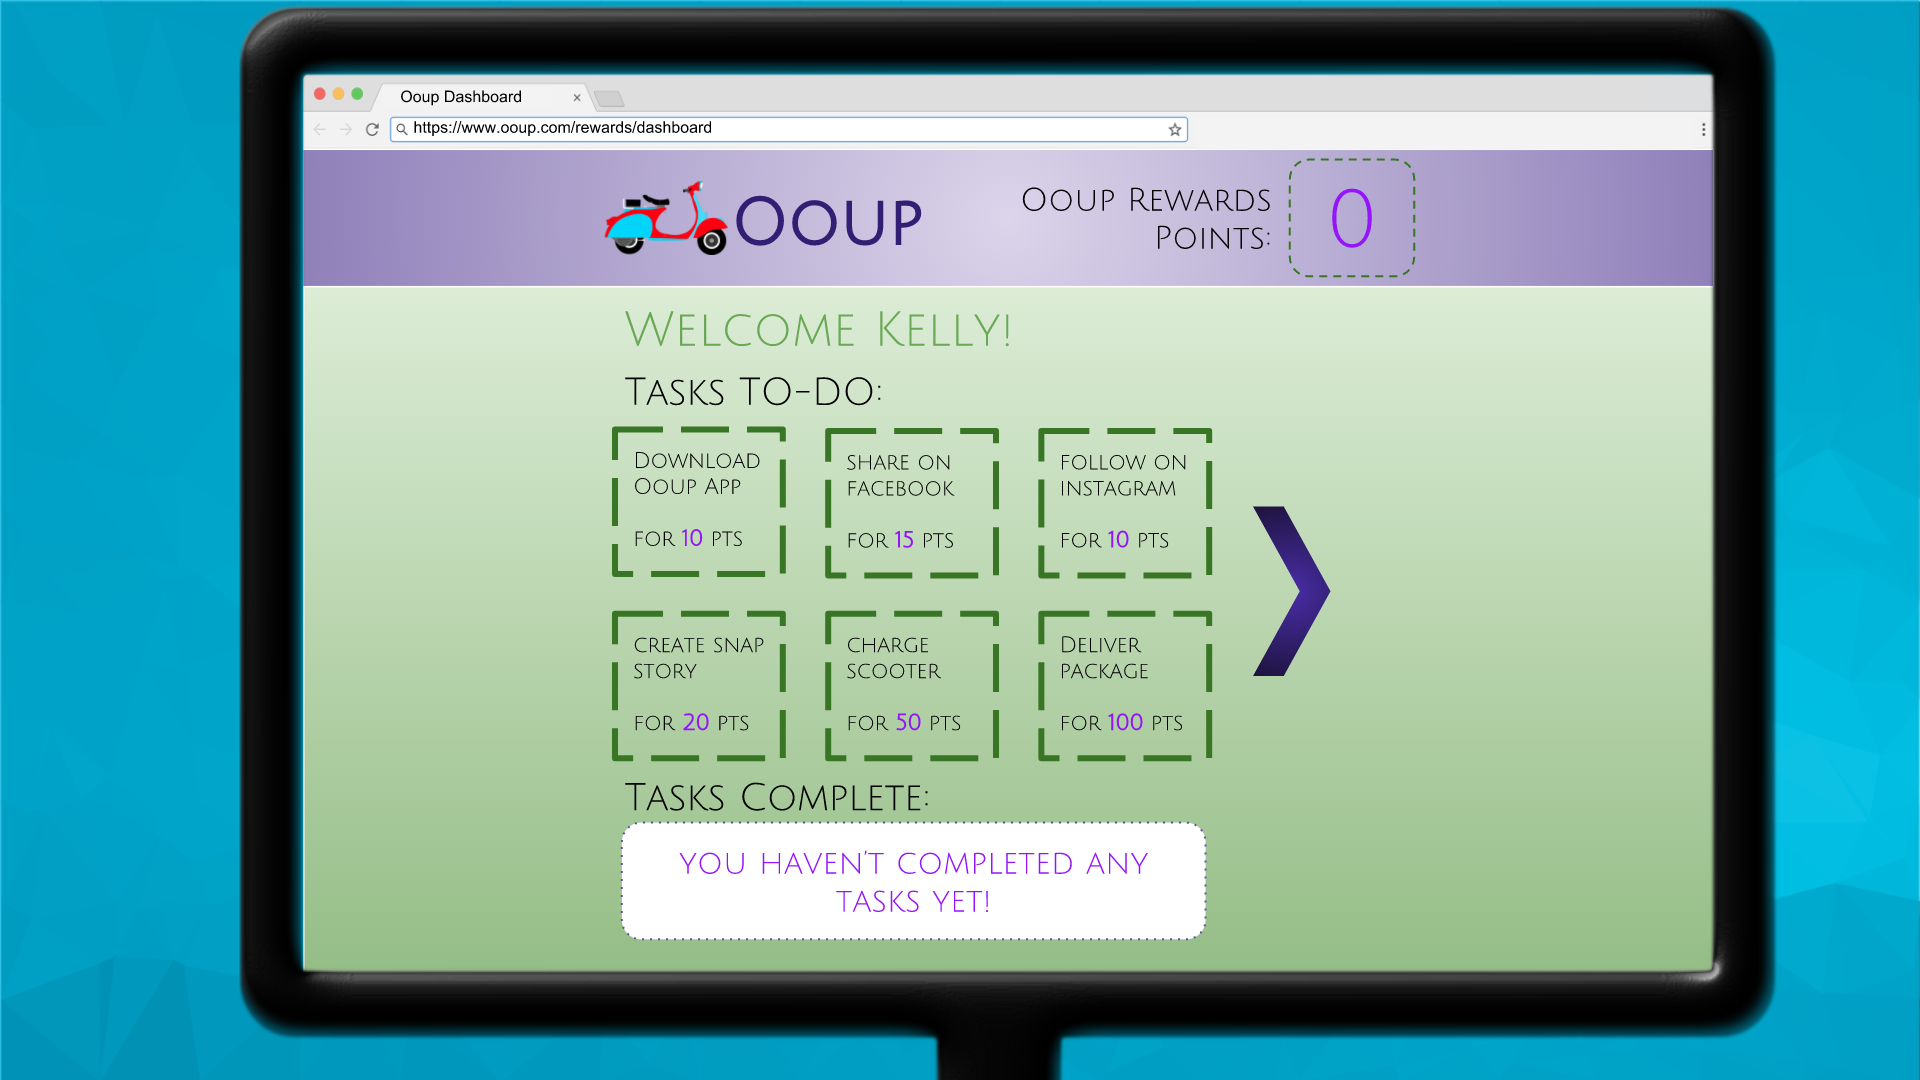 Ooup Dashboard
https://www.ooup.com/rewards/dashboard
Ooup
Ooup Rewards
Points:
0
Welcome Kelly!
Tasks TO-DO:
Download
Ooup App
for 10 pts
share on
facebook
for 15 pts
follow on
instagram
for 10 pts
create snap
story
for 20 pts
charge
scooter
for 50 pts
Deliver
package
for 100 pts
Tasks Complete:
you haven't completed any
tasks yet!